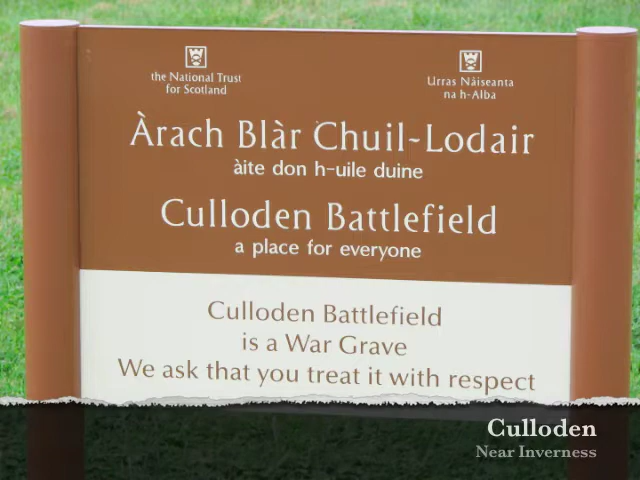 the National Trust
for Scotland
Urras Nàiseanta
na h-Alba
Àrach Blàr Chuil-Lodair
àite don h-uile duine
Culloden Battlefield
a place for everyone
Culloden Battlefield
is a War Grave
We ask that you treat it with respect
Culloden
Near Inverness